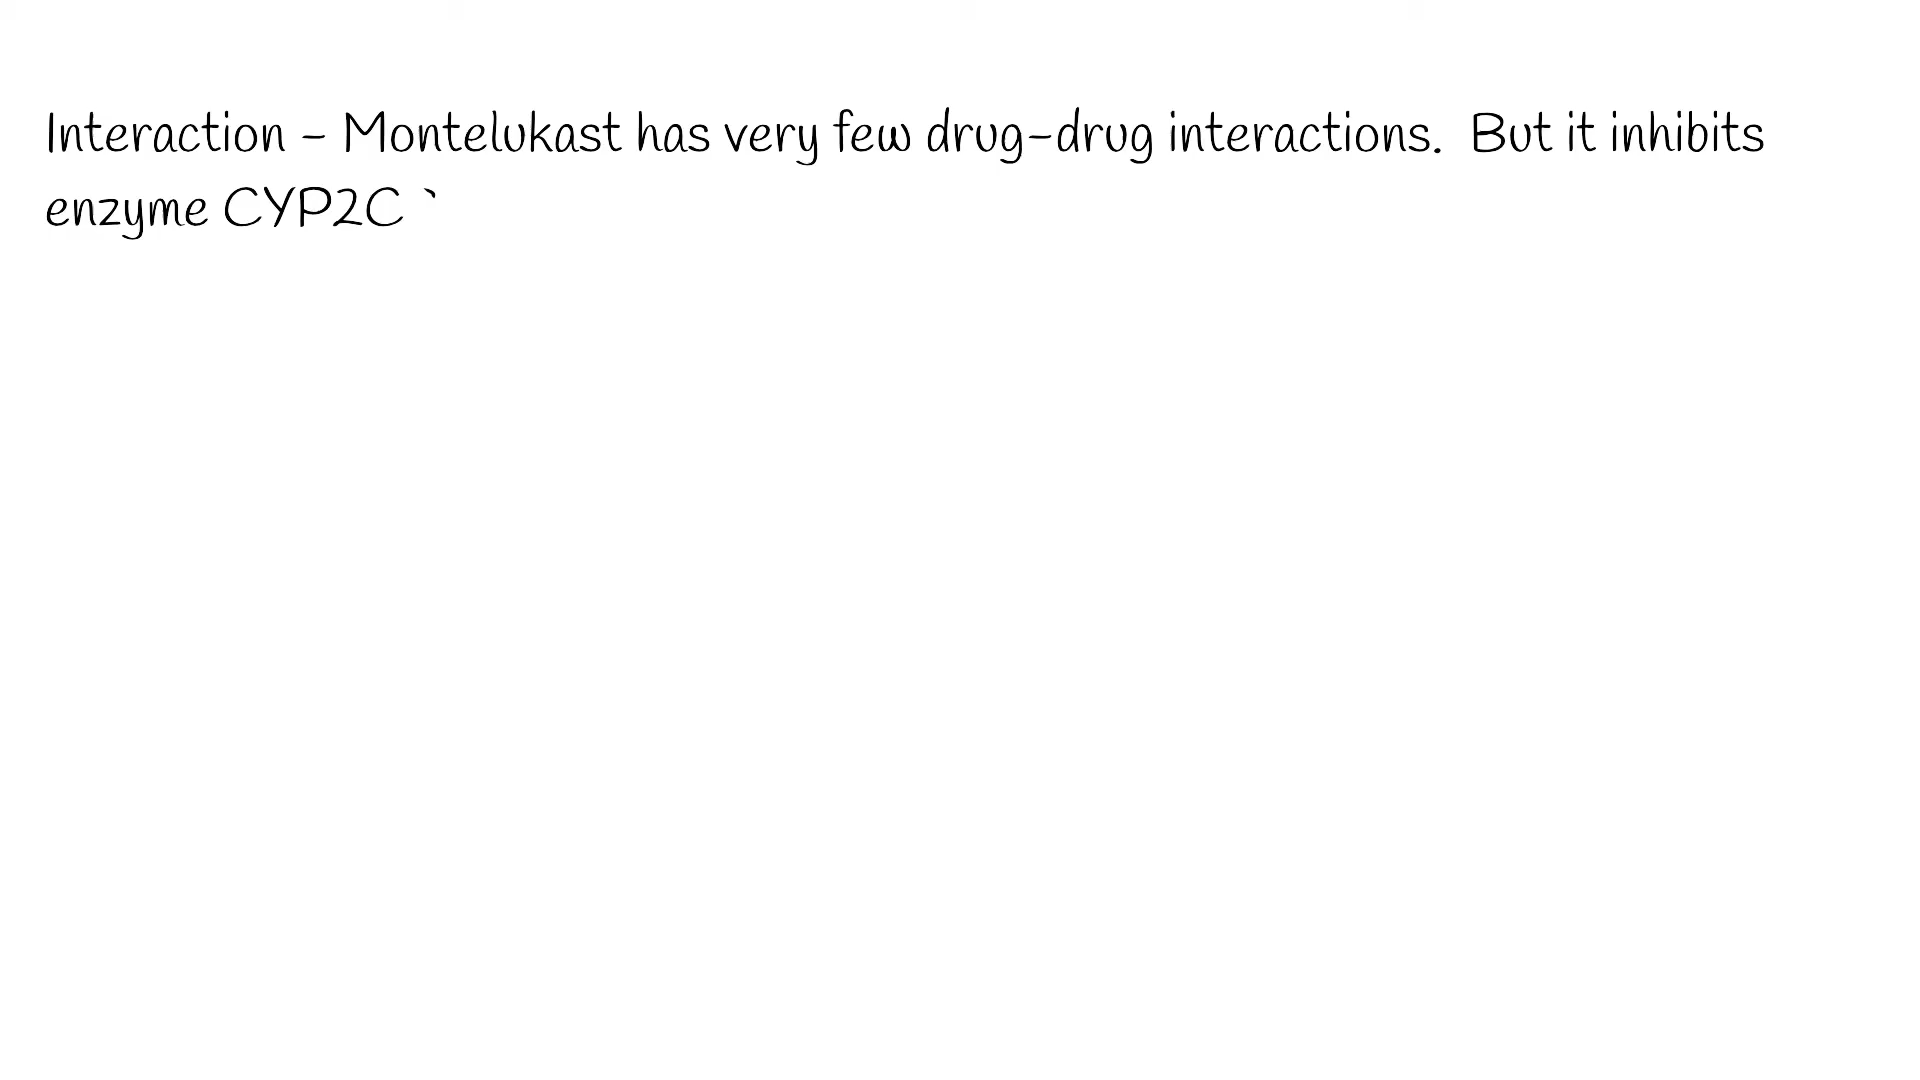 Interaction - Montelukast has very few drug-drug interactions. But it inhibits
enzyme CYP2C `